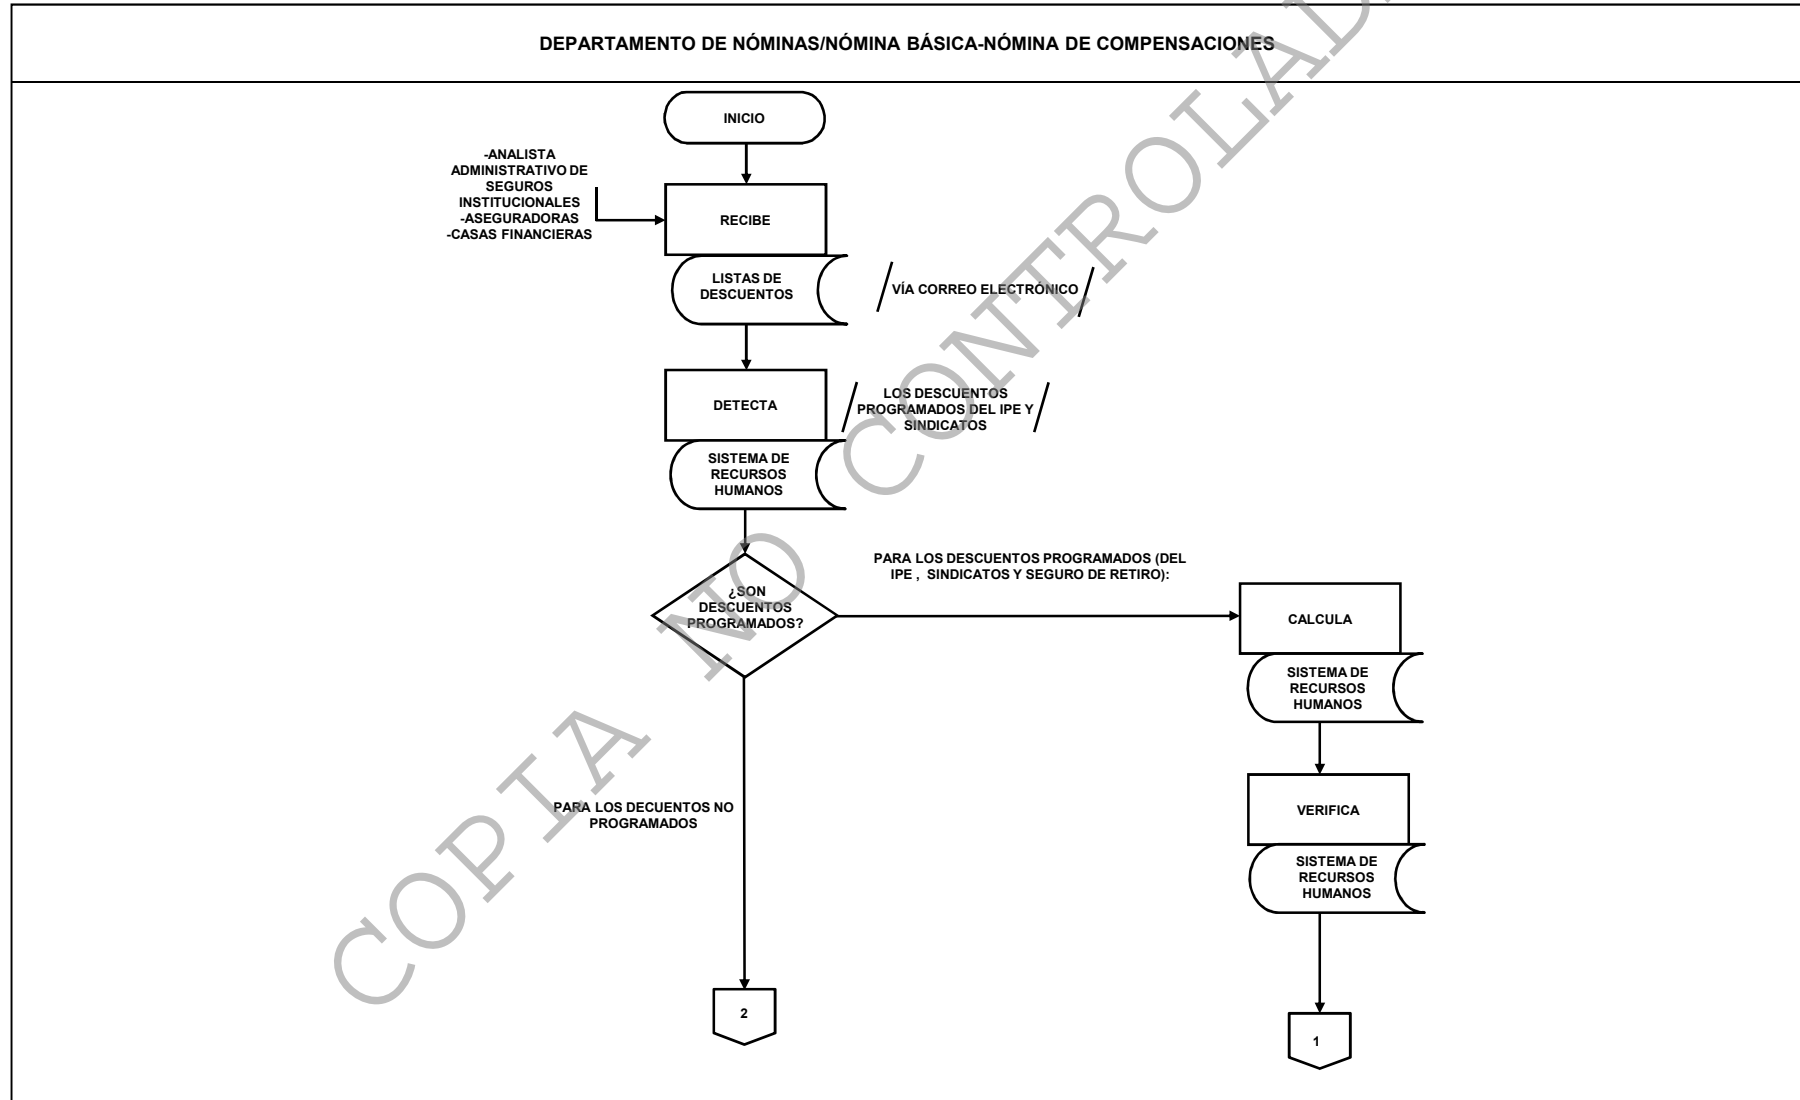 DEPARTAMENTO DE NÓMINAS/NÓMINA BÁSICA-NÓMINA DE COMPENSACIONES
INICIO
-ANALISTA
ADMINISTRATIVO DE
SEGUROS
INSTITUCIONALES
-ASEGURADORAS
-CASAS FINANCIERAS
RECIBE
LISTAS DE
DESCUENTOS
VÍA CORREO ELECTRÓNICO
DETECTA
LOS DESCUENTOS
PROGRAMADOS DEL IPE Y
SINDICATOS
SISTEMA DE
RECURSOS
HUMANOS
¿SON
DESCUENTOS
PROGRAMADOS?
PARA LOS DESCUENTOS PROGRAMADOS (DEL
IPE , SINDICATOS Y SEGURO DE RETIRO):
CALCULA
SISTEMA DE
RECURSOS
HUMANOS
VERIFICA
SISTEMA DE
RECURSOS
HUMANOS
PARA LOS DECUENTOS NO
PROGRAMADOS
2
1
COPIA NO CONTROLAD